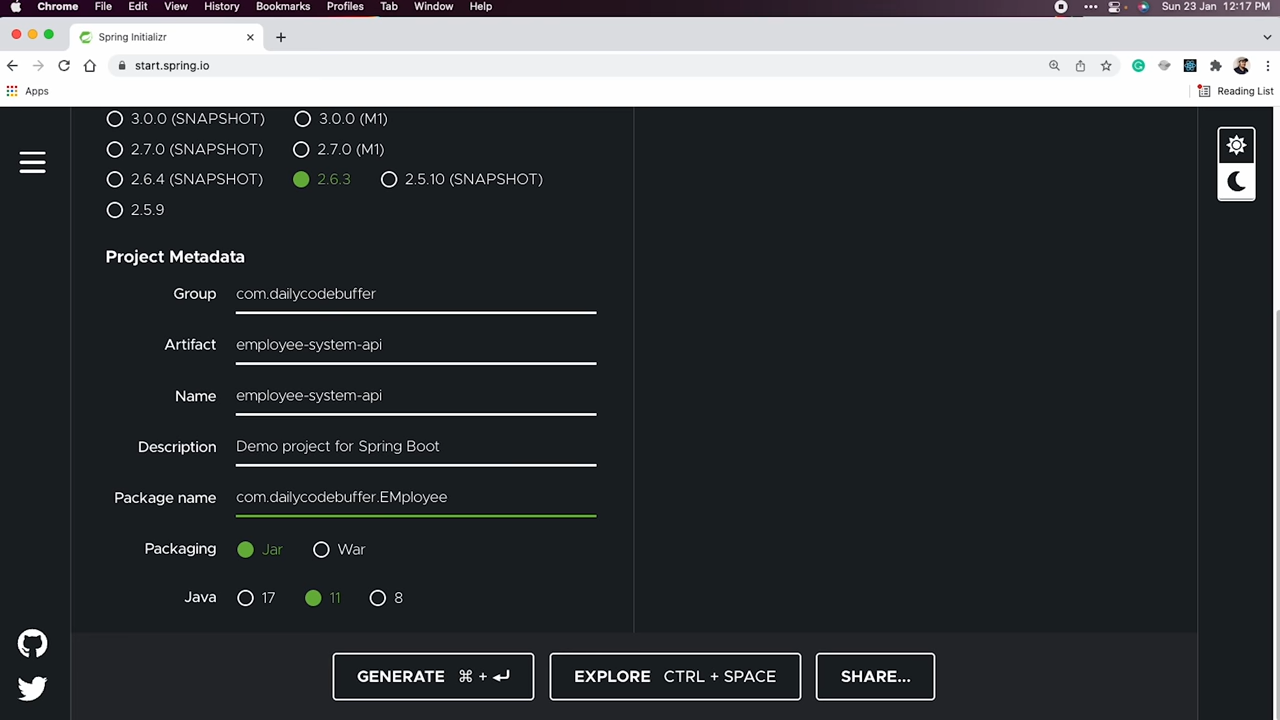 Chrome File Edit View History Bookmarks Profiles Tab Window Help Sun 23 Jan 12:17 PM
Spring Initializr
start.spring.io
Apps Reading List
3.0.0 (SNAPSHOT) 3.0.0 (M1)
2.7.0 (SNAPSHOT) 2.7.0 (M1)
2.6.4 (SNAPSHOT) 2.6.3 2.5.10 (SNAPSHOT)
2.5.9
Project Metadata
Group com.dailycodebuffer
Artifact employee-system-api
Name employee-system-api
Description Demo project for Spring Boot
Package name com.dailycodebuffer.EMployee
Packaging Jar War
Java 17 11 8
GENERATE ⌘ + ↵ EXPLORE CTRL + SPACE SHARE...